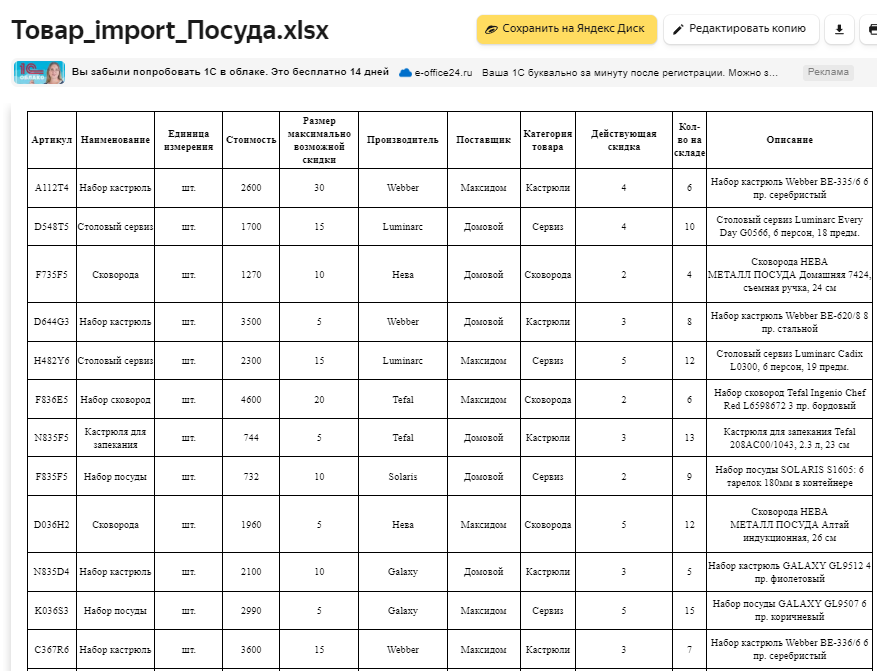 Товар_import_Посуда.xlsx
Сохранить на Яндекс Диск
Редактировать копию
1С
Вы забыли попробовать 1С в облаке. Это бесплатно 14 дней
e-office24.ru
Ваша 1С буквально за минуту после регистрации. Можно з...
Реклама
Артикул Наименование Единица измерения Стоимость Размер максимально возможной скидки Производитель Поставщик Категория товара Действующая скидка Кол-во на складе Описание
A112T4 Набор кастрюль шт. 2600 30 Webber Максидом Кастрюли 4 6 Набор кастрюль Webber BE-335/6 6 пр. серебристый
D548T5 Столовый сервиз шт. 1700 15 Luminarc Домовой Сервиз 4 10 Столовый сервиз Luminarc Every Day G0566, 6 персон, 18 предм.
F735F5 Сковорода шт. 1270 10 Нева Домовой Сковорода 2 4 Сковорода НЕВА МЕТАЛЛ ПОСУДА Домашняя 7424, съемная ручка, 24 см
D644G3 Набор кастрюль шт. 3500 5 Webber Домовой Кастрюли 3 8 Набор кастрюль Webber BE-620/8 8 пр. стальной
H482Y6 Столовый сервиз шт. 2300 15 Luminarc Максидом Сервиз 5 12 Столовый сервиз Luminarc Cadix L0300, 6 персон, 19 предм.
F836E5 Набор сковород шт. 4600 20 Tefal Максидом Сковорода 2 6 Набор сковород Tefal Ingenio Chef Red L6598672 3 пр. бордовый
N835F5 Кастрюля для запекания шт. 744 5 Tefal Домовой Кастрюли 3 13 Кастрюля для запекания Tefal 208AC00/1043, 2.3 л, 23 см
F835F5 Набор посуды шт. 732 10 Solaris Домовой Сервиз 2 9 Набор посуды SOLARIS S1605: 6 тарелок 180мм в контейнере
D036H2 Сковорода шт. 1960 5 Нева Максидом Сковорода 5 12 Сковорода НЕВА МЕТАЛЛ ПОСУДА Алтай индукционная, 26 см
N835D4 Набор кастрюль шт. 2100 10 Galaxy Домовой Кастрюли 3 5 Набор кастрюль GALAXY GL9512 4 пр. фиолетовый
K036S3 Набор посуды шт. 2990 5 Galaxy Максидом Сервиз 5 15 Набор посуды GALAXY GL9507 6 пр. коричневый
C367R6 Набор кастрюль шт. 3600 15 Webber Максидом Кастрюли 3 7 Набор кастрюль Webber BE-336/6 6 пр. серебристый